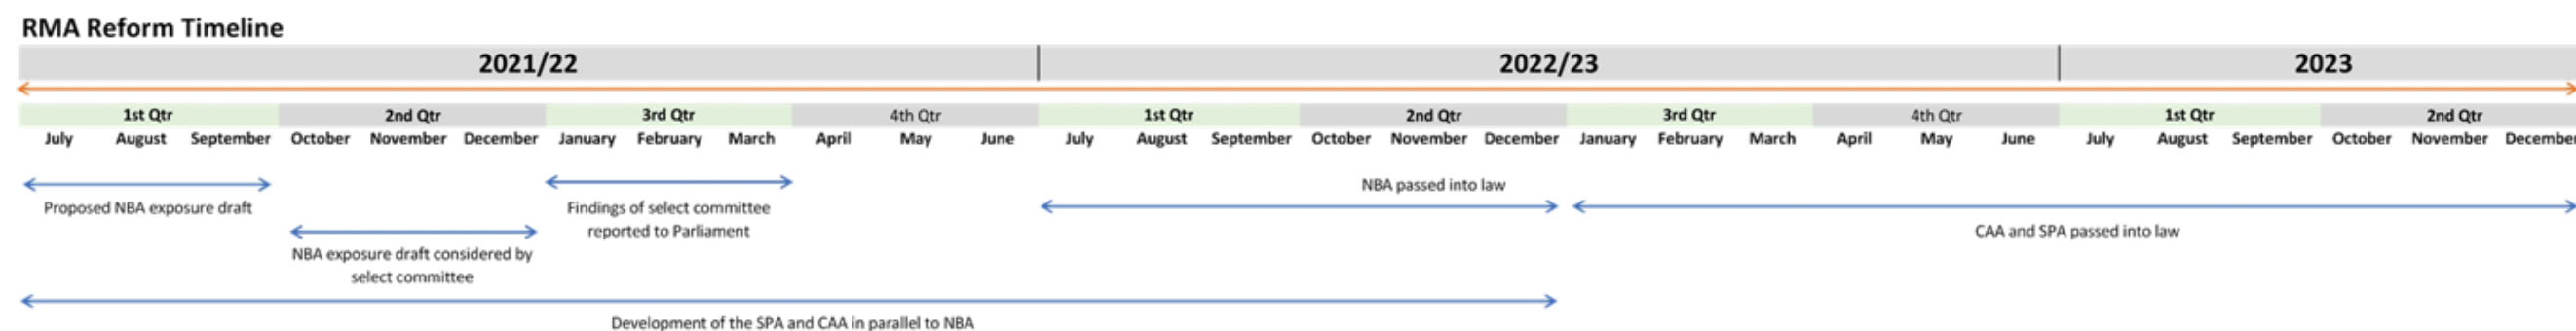 RMA Reform Timeline
2021/22 2022/23 2023
1st Qtr 2nd Qtr 3rd Qtr 4th Qtr 1st Qtr 2nd Qtr 3rd Qtr 4th Qtr 1st Qtr 2nd Qtr
July August September October November December January February March April May June July August September October November December January February March April May June July August September October November December
NBA passed into law
Proposed NBA exposure draft
Findings of select committee
reported to Parliament
CAA and SPA passed into law
NBA exposure draft considered by
select committee
Development of the SPA and CAA in parallel to NBA